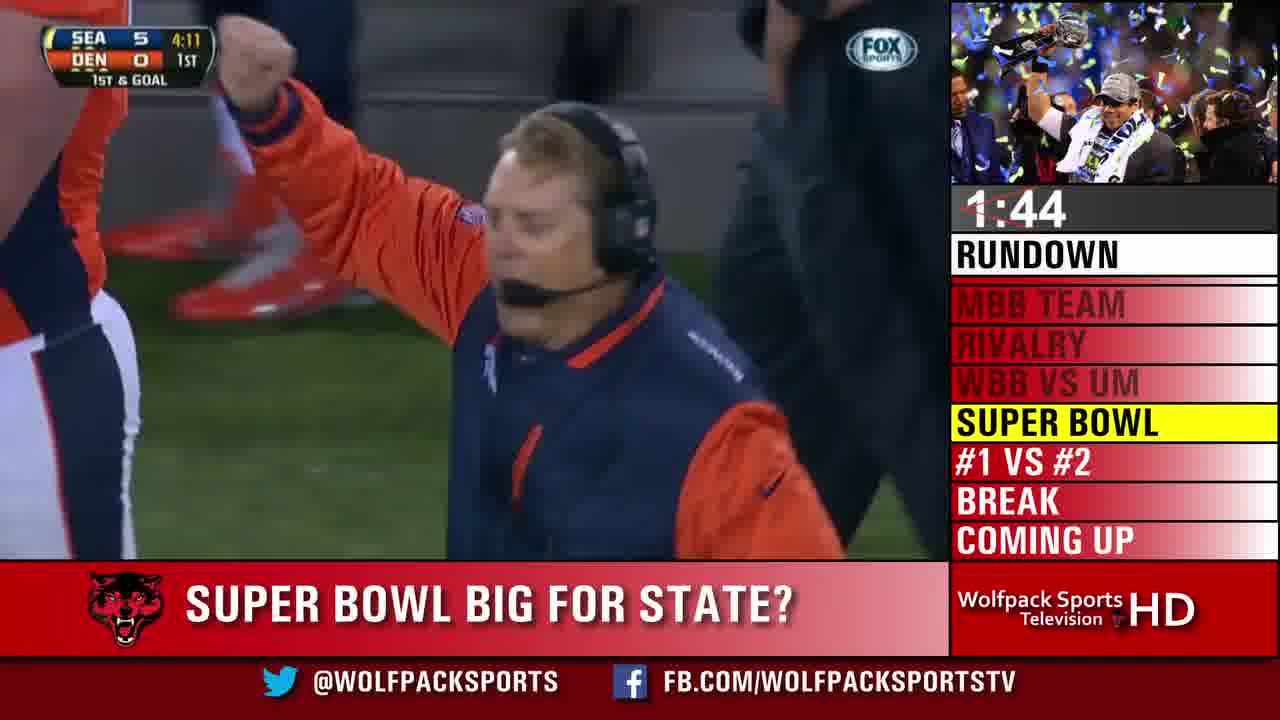 SEA 5 4:11
DEN 0 1ST
1ST & GOAL
FOX
SPORTS
1:44
RUNDOWN
MBB TEAM
RIVALRY
WBB VS UM
SUPER BOWL
#1 VS #2
BREAK
COMING UP
SUPER BOWL BIG FOR STATE?
Wolfpack Sports
Television HD
@WOLFPACKSPORTS
FB.COM/WOLFPACKSPORTSTV